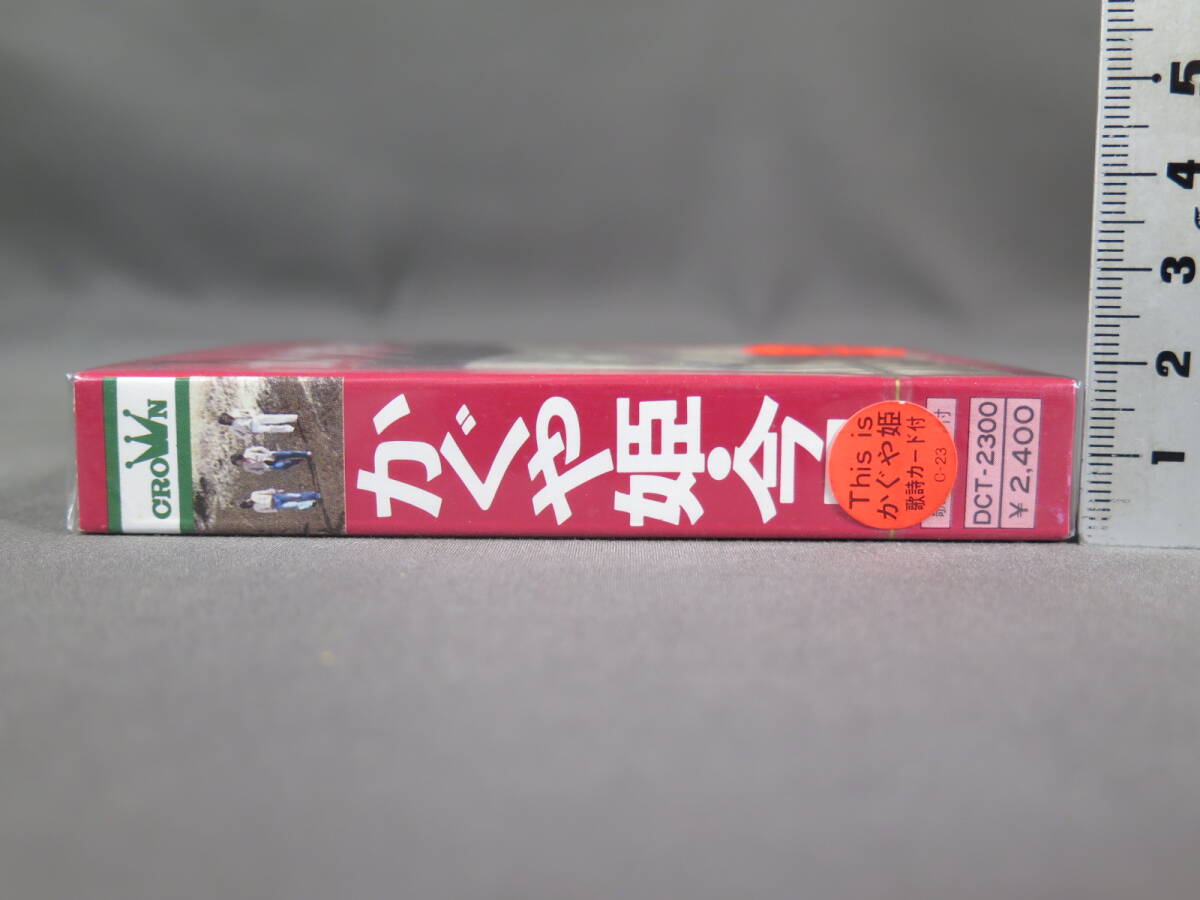 CROWN
かぐや姫・今
This is
かぐや姫
歌詩カード付
C-23
付
DCT-2300
¥2,400
5
4
3
2
1